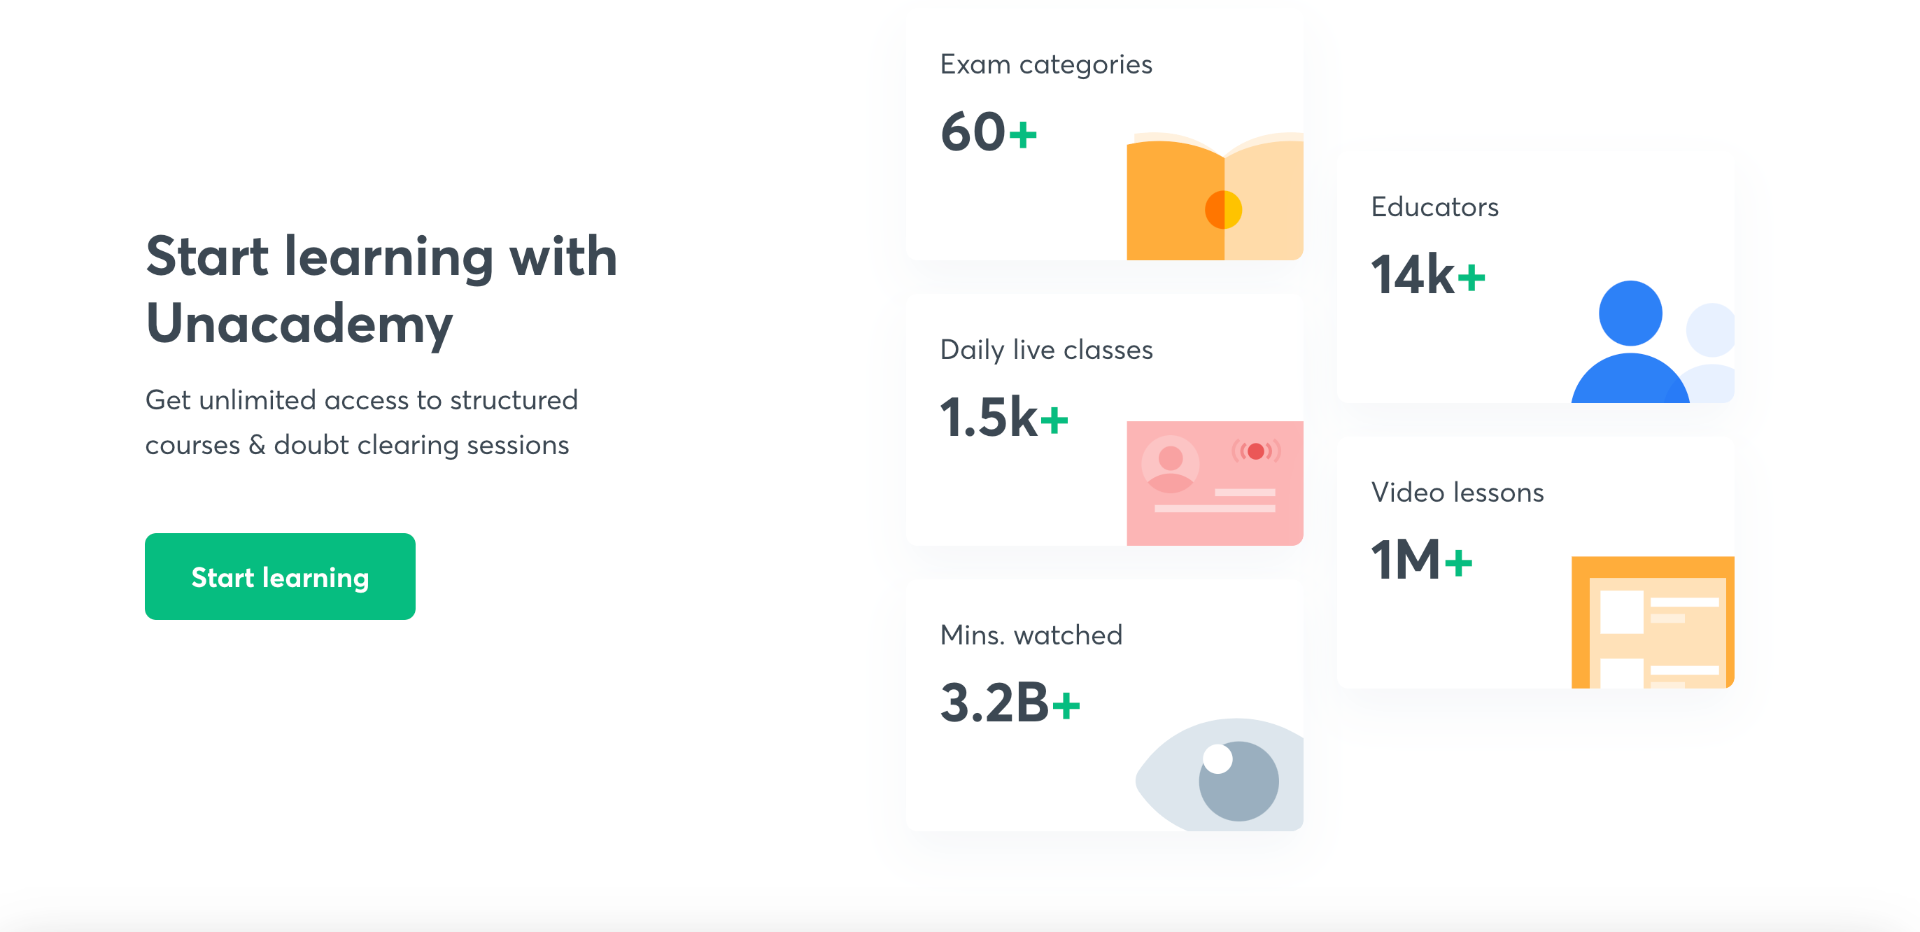 Start learning with
Unacademy
Get unlimited access to structured
courses & doubt clearing sessions
Start learning
Exam categories
60+
Daily live classes
1.5k+
Mins. watched
3.2B+
Educators
14k+
Video lessons
1M+